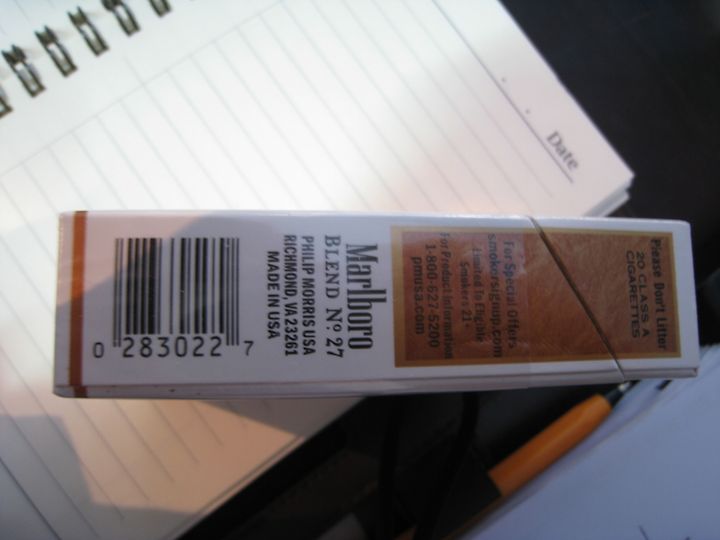 Date
Please Don't Litter
20 CLASS A
CIGARETTES
For Special Offers
smokersignup.com
Limited To Eligible
Smokers 21+
For Product Information
1-800-627-5200
pmusa.com
Marlboro
BLEND Nº 27
PHILIP MORRIS USA
RICHMOND, VA 23261
MADE IN USA
0 283022 7